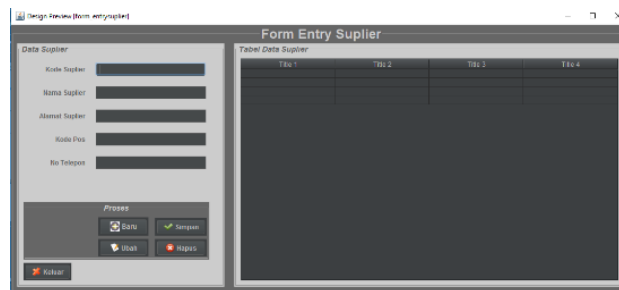 Design Preview [form_entrysuplier]
Form Entry Suplier
Data Suplier
Kode Suplier
Nama Suplier
Alamat Suplier
Kode Pos
No Telepon
Proses
Baru
Simpan
Ubah
Hapus
Keluar
Tabel Data Suplier
Title 1 Title 2 Title 3 Title 4